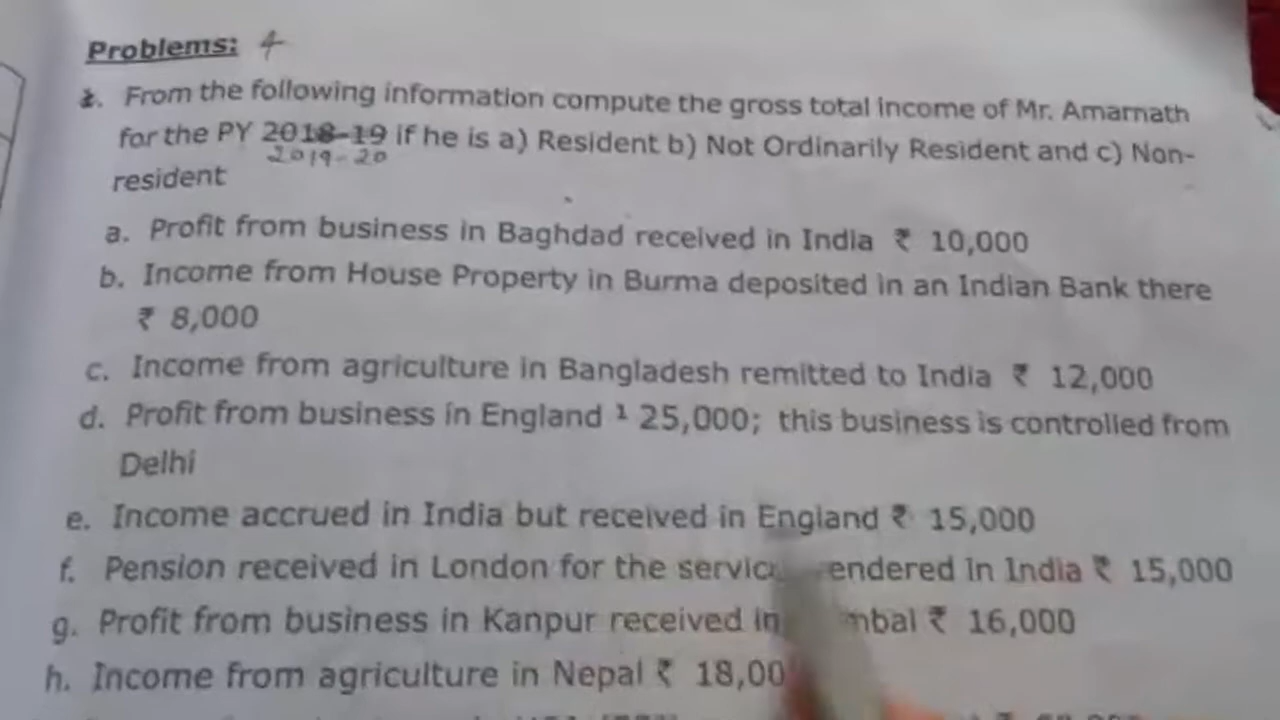 Problems: 4
2. From the following information compute the gross total income of Mr. Amarnath
for the PY 2018-19 if he is a) Resident b) Not Ordinarily Resident and c) Non-
2019-20
resident
a. Profit from business in Baghdad received in India ₹ 10,000
b. Income from House Property in Burma deposited in an Indian Bank there
₹ 8,000
c. Income from agriculture in Bangladesh remitted to India ₹ 12,000
d. Profit from business in England ¹ 25,000; this business is controlled from
Delhi
e. Income accrued in India but received in England ₹ 15,000
f. Pension received in London for the servic endered in India ₹ 15,000
g. Profit from business in Kanpur received in mbai ₹ 16,000
h. Income from agriculture in Nepal ₹ 18,00